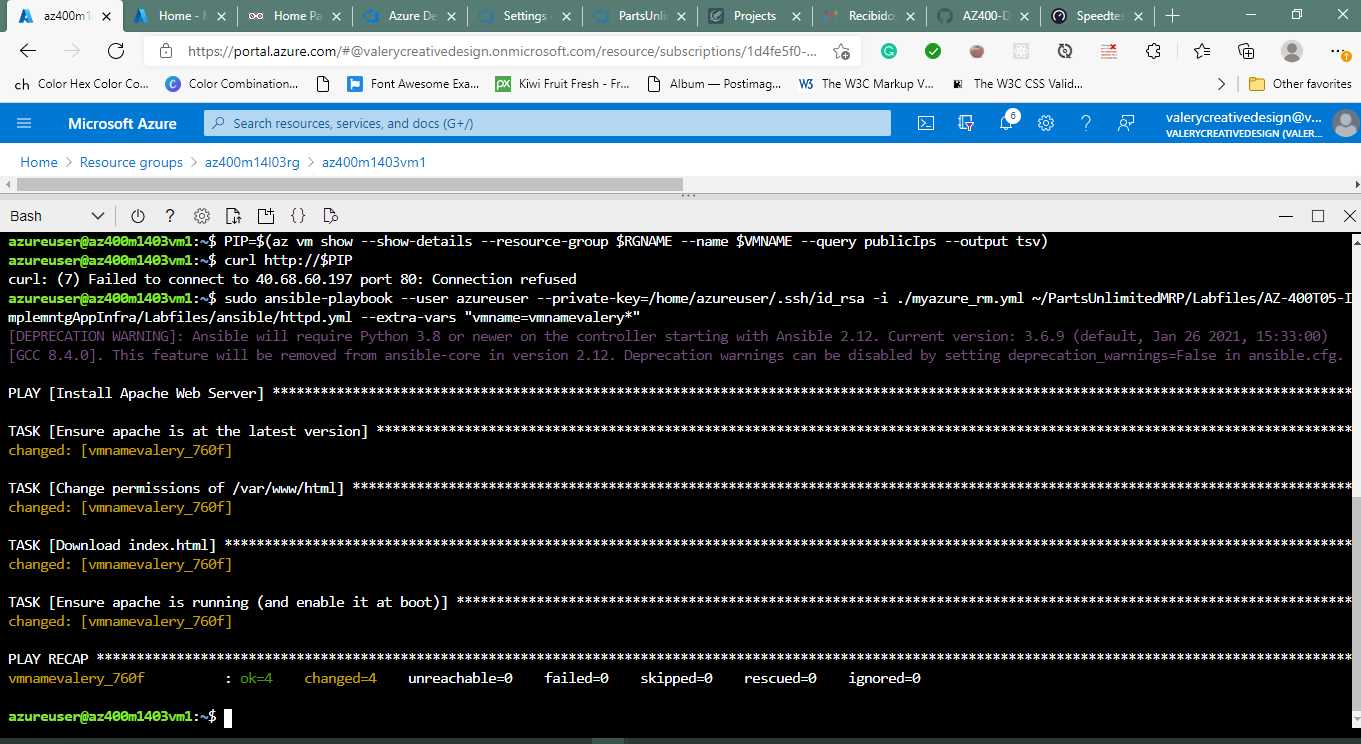 az400m1
Home - M
Home Pa
Azure De
Settings
PartsUnli
Projects
Recibidos
AZ400-D
Speedtes
https://portal.azure.com/#@valerycreativedesign.onmicrosoft.com/resource/subscriptions/1d4fe5f0-...
ch Color Hex Color Co...
Color Combination...
Font Awesome Exa...
px Kiwi Fruit Fresh - Fr...
Album — Postimag...
W3 The W3C Markup V...
The W3C CSS Valid...
Other favorites
Microsoft Azure
Search resources, services, and docs (G+/)
6
valerycreativedesign@v...
VALERYCREATIVEDESIGN (VALER...
Home > Resource groups > az400m14l03rg > az400m1403vm1
Bash
azureuser@az400m1403vm1:~$ PIP=$(az vm show --show-details --resource-group $RGNAME --name $VMNAME --query publicIps --output tsv)
azureuser@az400m1403vm1:~$ curl http://$PIP
curl: (7) Failed to connect to 40.68.60.197 port 80: Connection refused
azureuser@az400m1403vm1:~$ sudo ansible-playbook --user azureuser --private-key=/home/azureuser/.ssh/id_rsa -i ./myazure_rm.yml ~/PartsUnlimitedMRP/Labfiles/AZ-400T05-I
mplemntgAppInfra/Labfiles/ansible/httpd.yml --extra-vars "vmname=vmnamevalery*"
[DEPRECATION WARNING]: Ansible will require Python 3.8 or newer on the controller starting with Ansible 2.12. Current version: 3.6.9 (default, Jan 26 2021, 15:33:00)
[GCC 8.4.0]. This feature will be removed from ansible-core in version 2.12. Deprecation warnings can be disabled by setting deprecation_warnings=False in ansible.cfg.
PLAY [Install Apache Web Server] ****************************************************************************************************************************************
TASK [Ensure apache is at the latest version] ***************************************************************************************************************************
changed: [vmnamevalery_760f]
TASK [Change permissions of /var/www/html] ******************************************************************************************************************************
changed: [vmnamevalery_760f]
TASK [Download index.html] **********************************************************************************************************************************************
changed: [vmnamevalery_760f]
TASK [Ensure apache is running (and enable it at boot)] *****************************************************************************************************************
changed: [vmnamevalery_760f]
PLAY RECAP **************************************************************************************************************************************************************
vmnamevalery_760f : ok=4 changed=4 unreachable=0 failed=0 skipped=0 rescued=0 ignored=0
azureuser@az400m1403vm1:~$